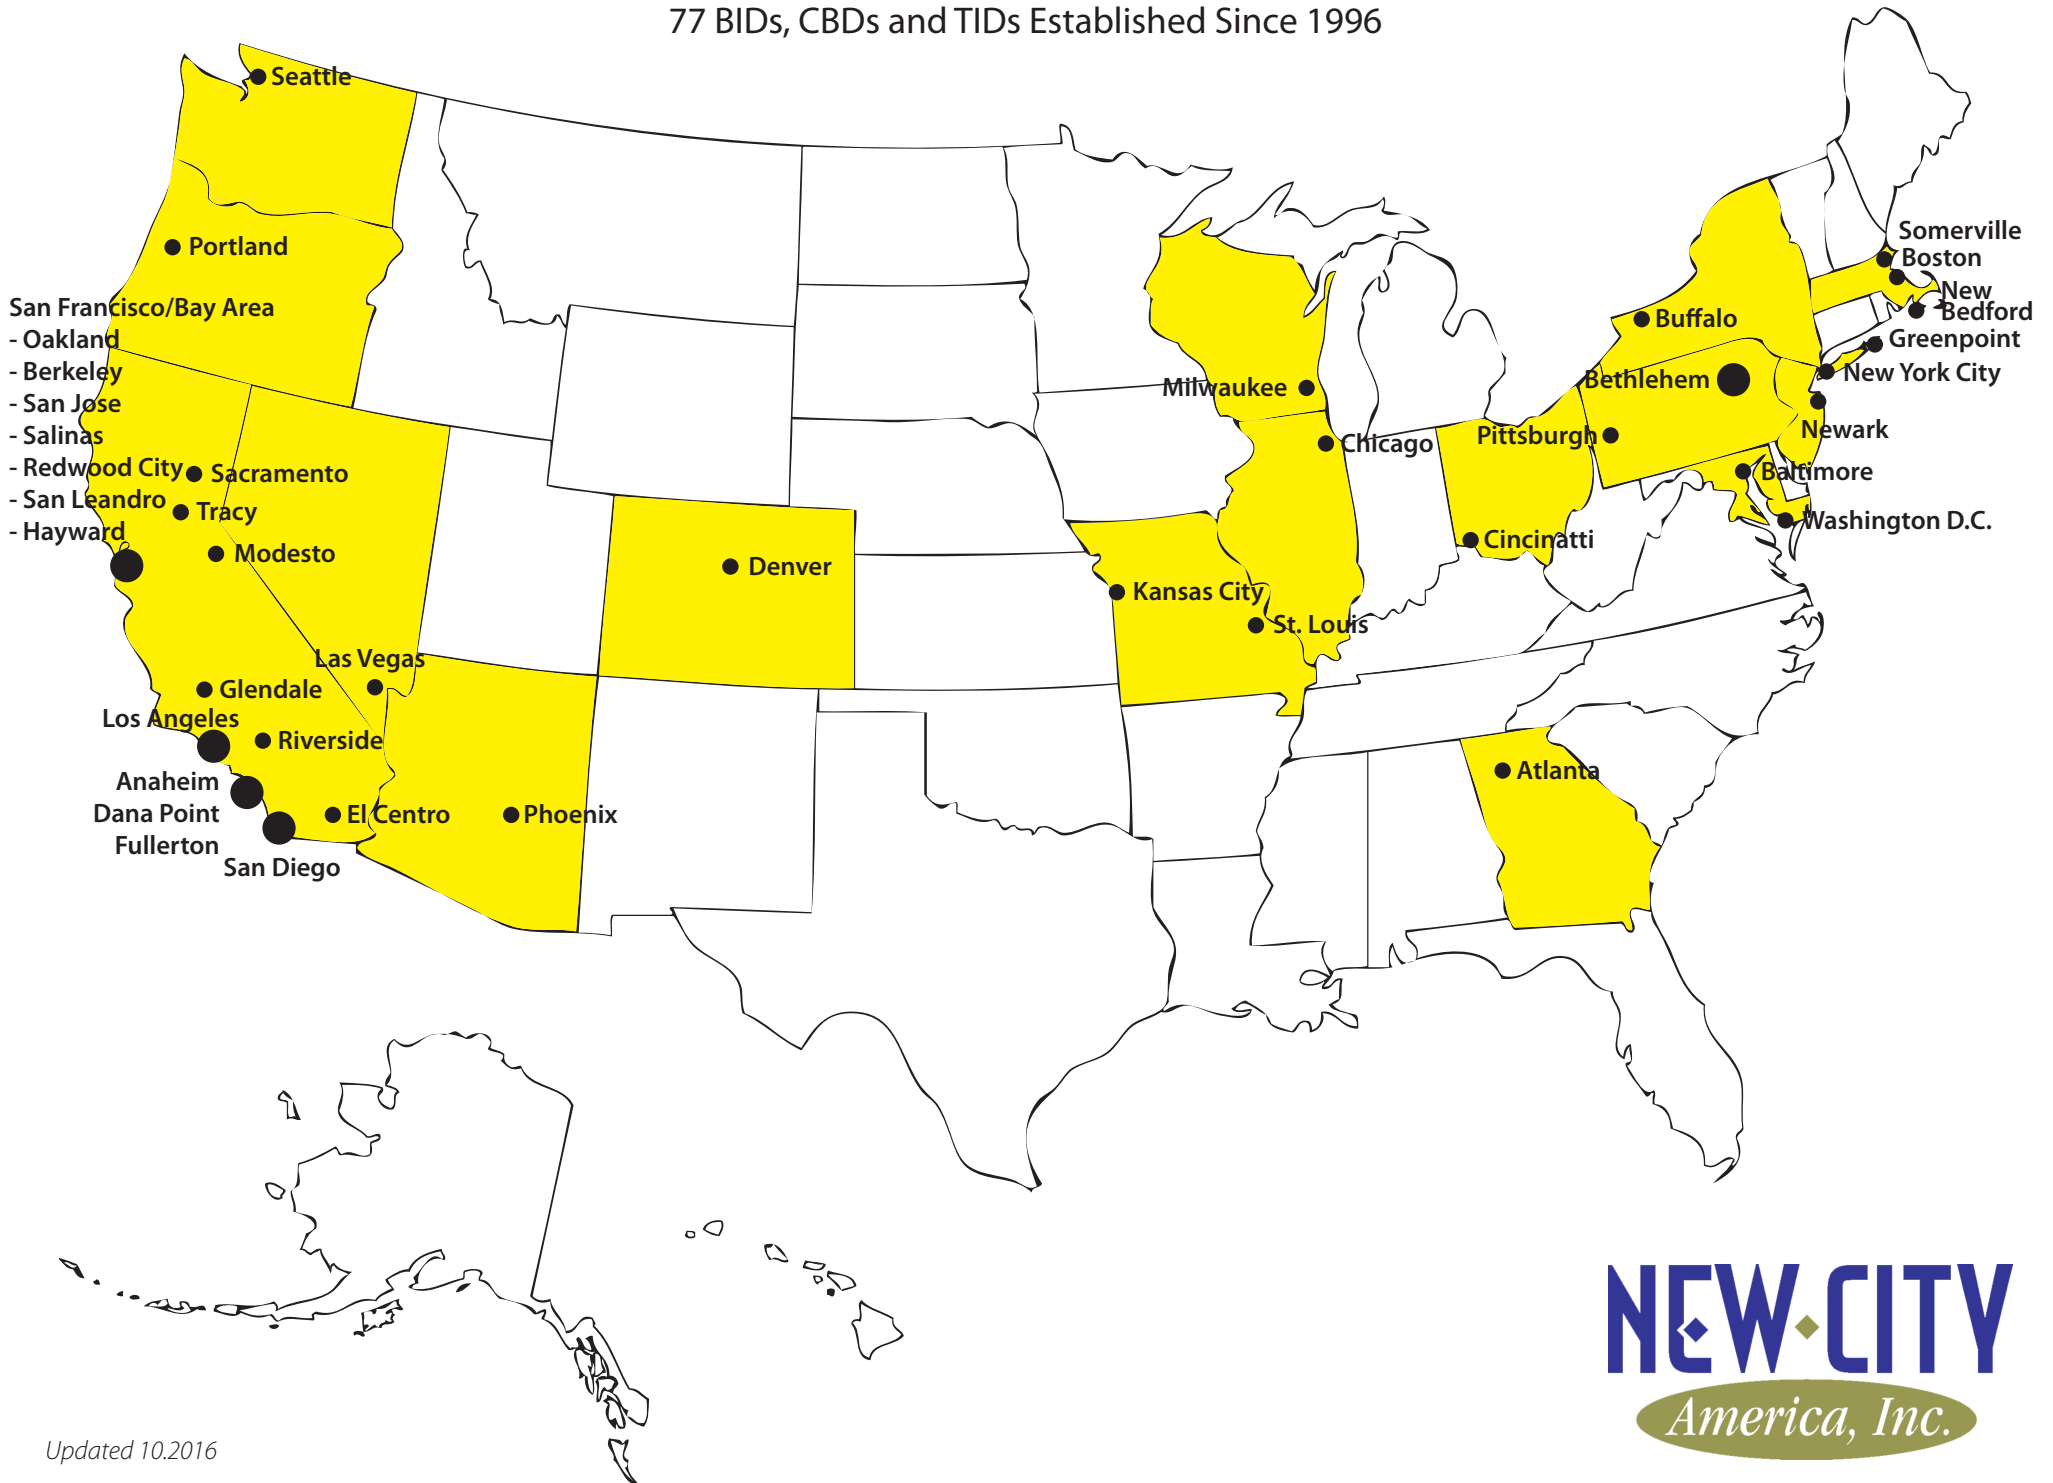 77 BIDs, CBDs and TIDs Established Since 1996
Seattle
Portland
San Francisco/Bay Area
- Oakland
- Berkeley
- San Jose
- Salinas
- Redwood City
- San Leandro
- Hayward
Sacramento
Tracy
Modesto
Las Vegas
Glendale
Los Angeles
Riverside
Anaheim
Dana Point
Fullerton
San Diego
El Centro
Phoenix
Denver
Kansas City
St. Louis
Milwaukee
Chicago
Cincinatti
Pittsburgh
Bethlehem
Buffalo
Somerville
Boston
New
Bedford
Greenpoint
New York City
Newark
Baltimore
Washington D.C.
Atlanta
NEW CITY
America, Inc.
Updated 10.2016